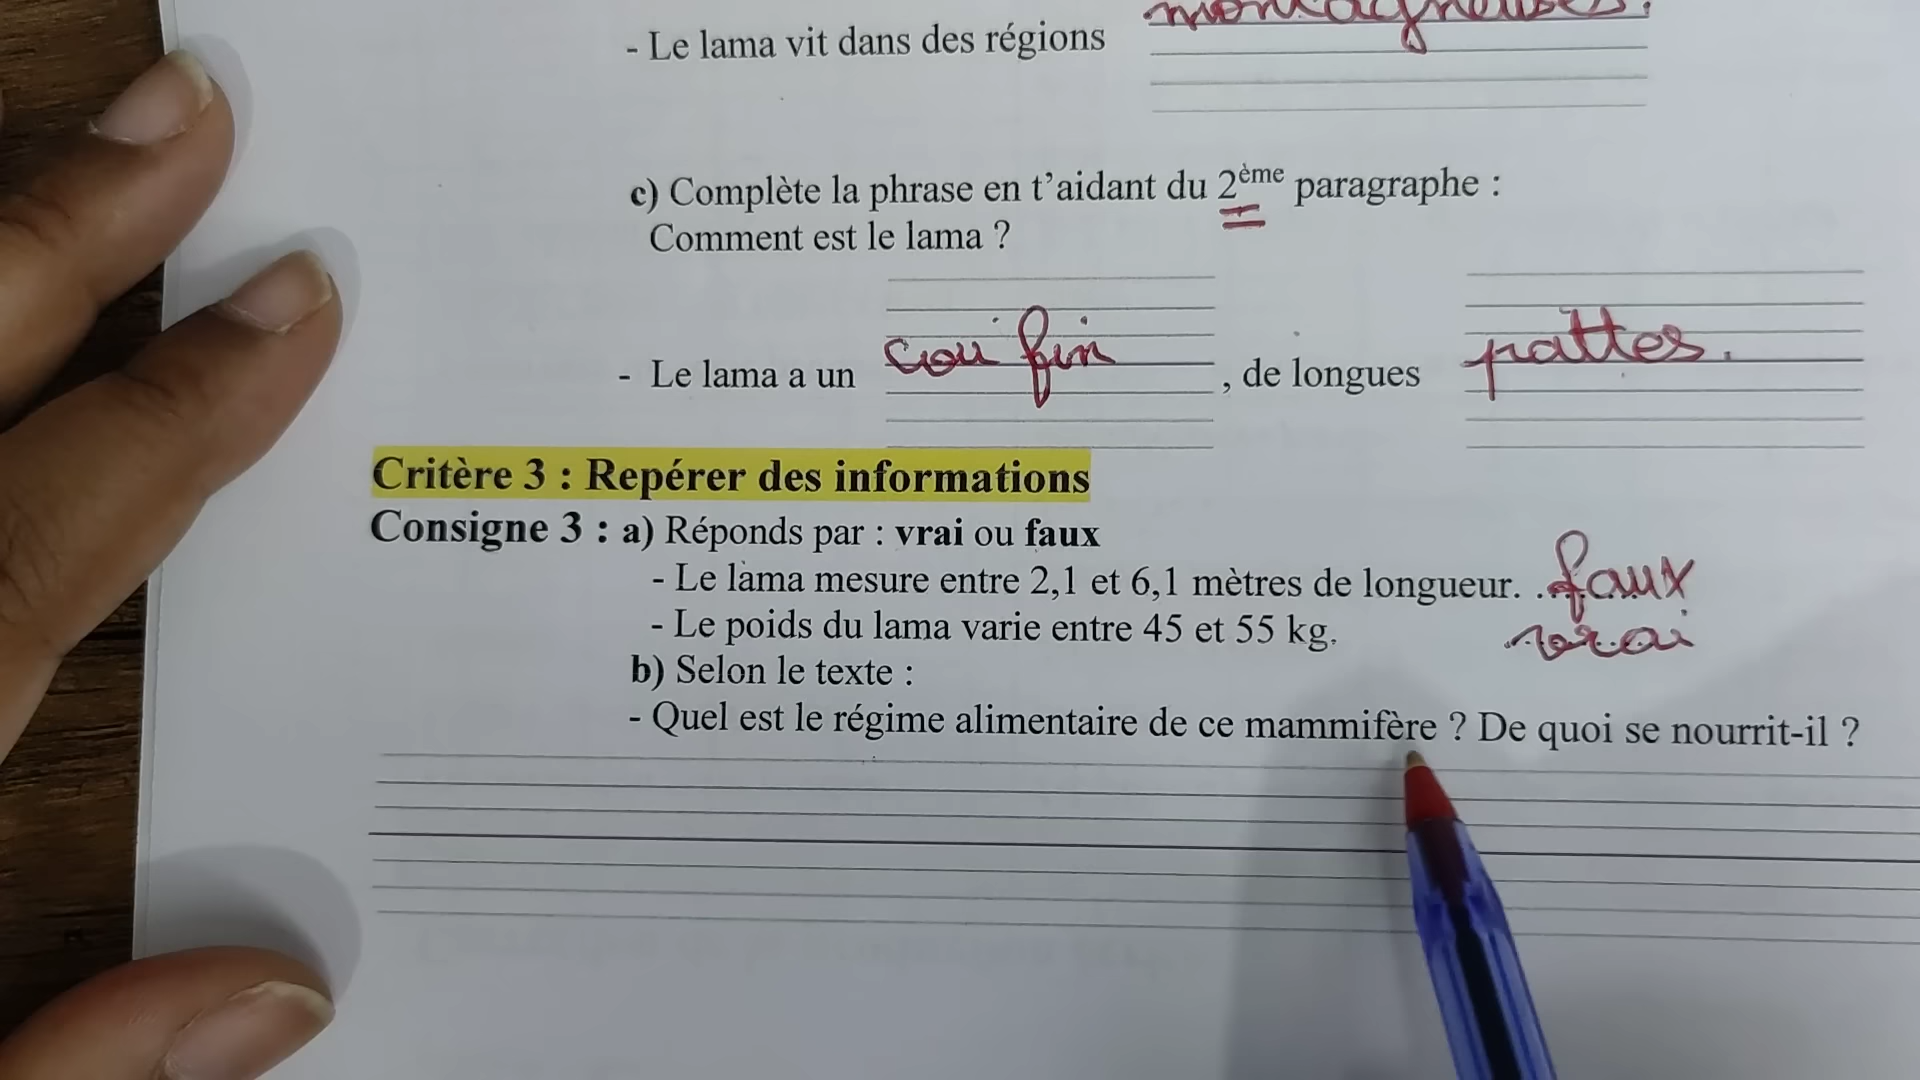 - Le lama vit dans des régions montagneuses.
c) Complète la phrase en t'aidant du 2ème paragraphe :
Comment est le lama ?
- Le lama a un cou fin , de longues pattes.
Critère 3 : Repérer des informations
Consigne 3 : a) Réponds par : vrai ou faux
- Le lama mesure entre 2,1 et 6,1 mètres de longueur. ..faux
- Le poids du lama varie entre 45 et 55 kg. vrai
b) Selon le texte :
- Quel est le régime alimentaire de ce mammifère ? De quoi se nourrit-il ?